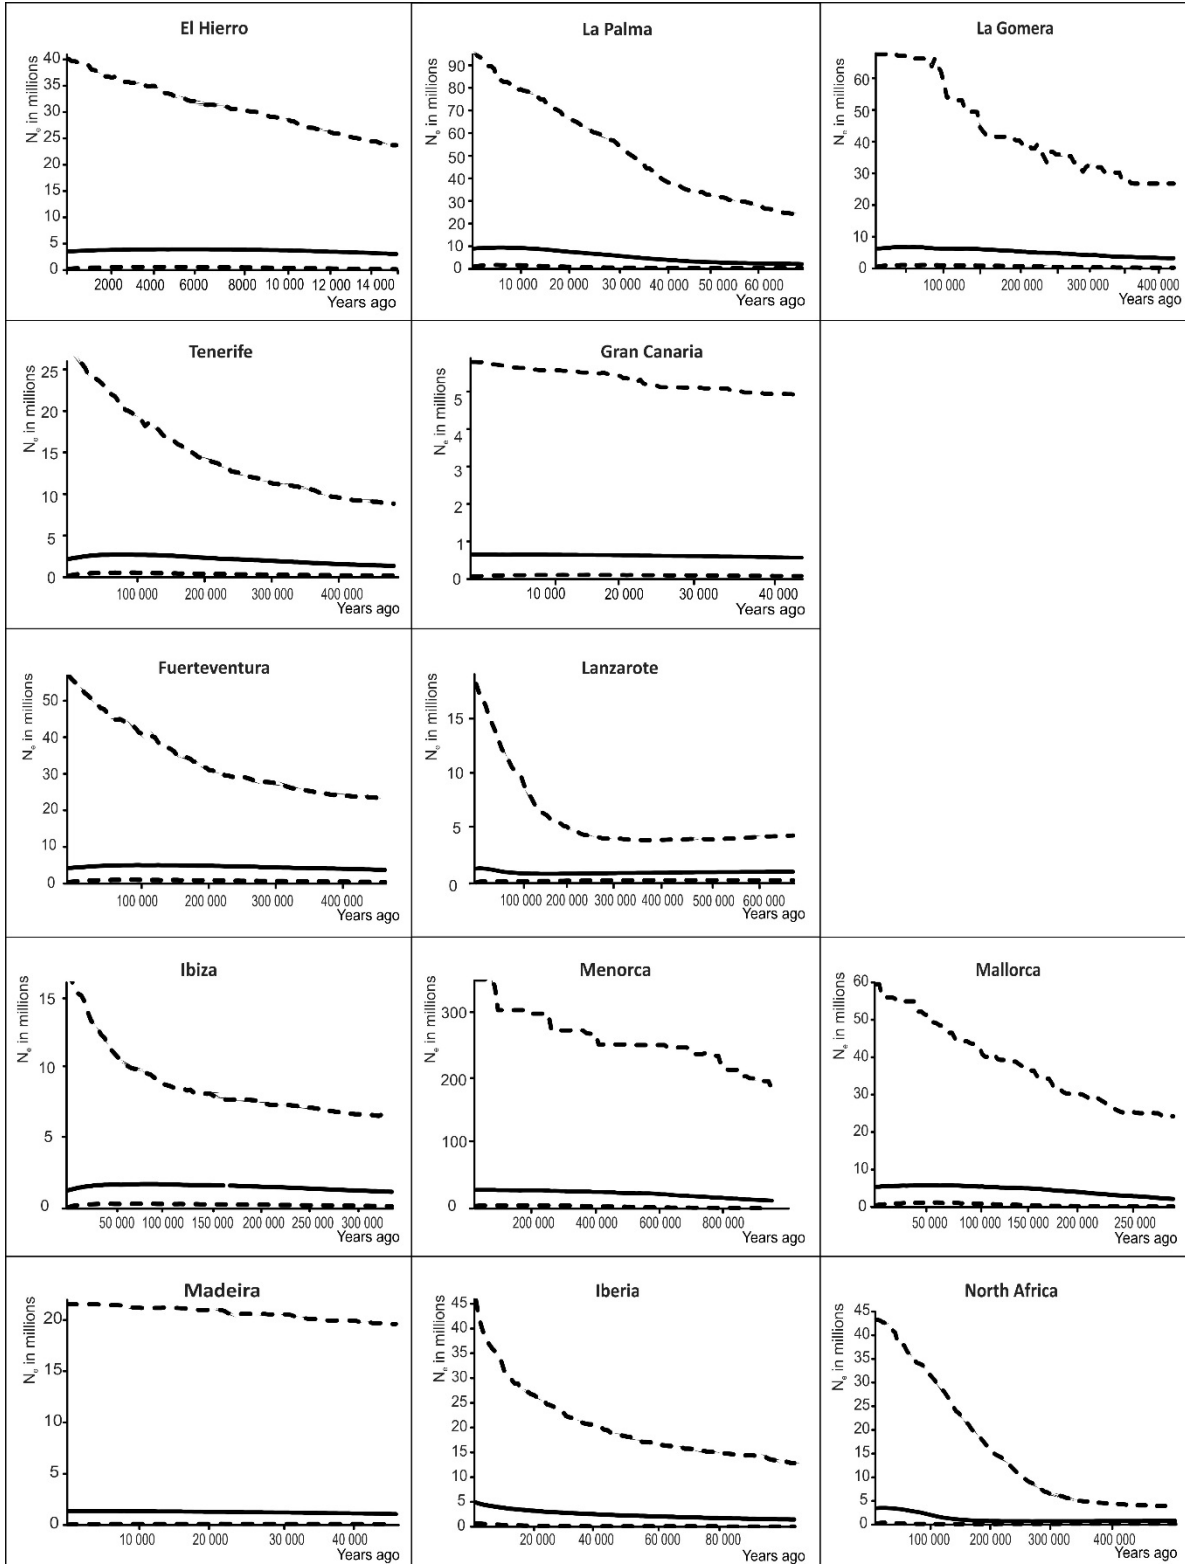 El Hierro
Nₑ in millions
40
35
30
25
20
15
10
5
0
2000 4000 6000 8000 10 000 12 000 14 000
Years ago
La Palma
Nₑ in millions
90
80
70
60
50
40
30
20
10
0
10 000 20 000 30 000 40 000 50 000 60 000
Years ago
La Gomera
Nₑ in millions
60
50
40
30
20
10
0
100 000 200 000 300 000 400 000
Years ago
Tenerife
Nₑ in millions
25
20
15
10
5
0
100 000 200 000 300 000 400 000
Years ago
Gran Canaria
Nₑ in millions
5
4
3
2
1
0
10 000 20 000 30 000 40 000
Years ago
Fuerteventura
Nₑ in millions
50
40
30
20
10
0
100 000 200 000 300 000 400 000
Years ago
Lanzarote
Nₑ in millions
15
10
5
0
100 000 200 000 300 000 400 000 500 000 600 000
Years ago
Ibiza
Nₑ in millions
15
10
5
0
50 000 100 000 150 000 200 000 250 000 300 000
Years ago
Menorca
Nₑ in millions
300
200
100
0
200 000 400 000 600 000 800 000
Years ago
Mallorca
Nₑ in millions
60
50
40
30
20
10
0
50 000 100 000 150 000 200 000 250 000
Years ago
Madeira
Nₑ in millions
20
15
10
5
0
10 000 20 000 30 000 40 000
Years ago
Iberia
Nₑ in millions
45
40
35
30
25
20
15
10
5
0
20 000 40 000 60 000 80 000
Years ago
North Africa
Nₑ in millions
45
40
35
30
25
20
15
10
5
0
100 000 200 000 300 000 400 000
Years ago